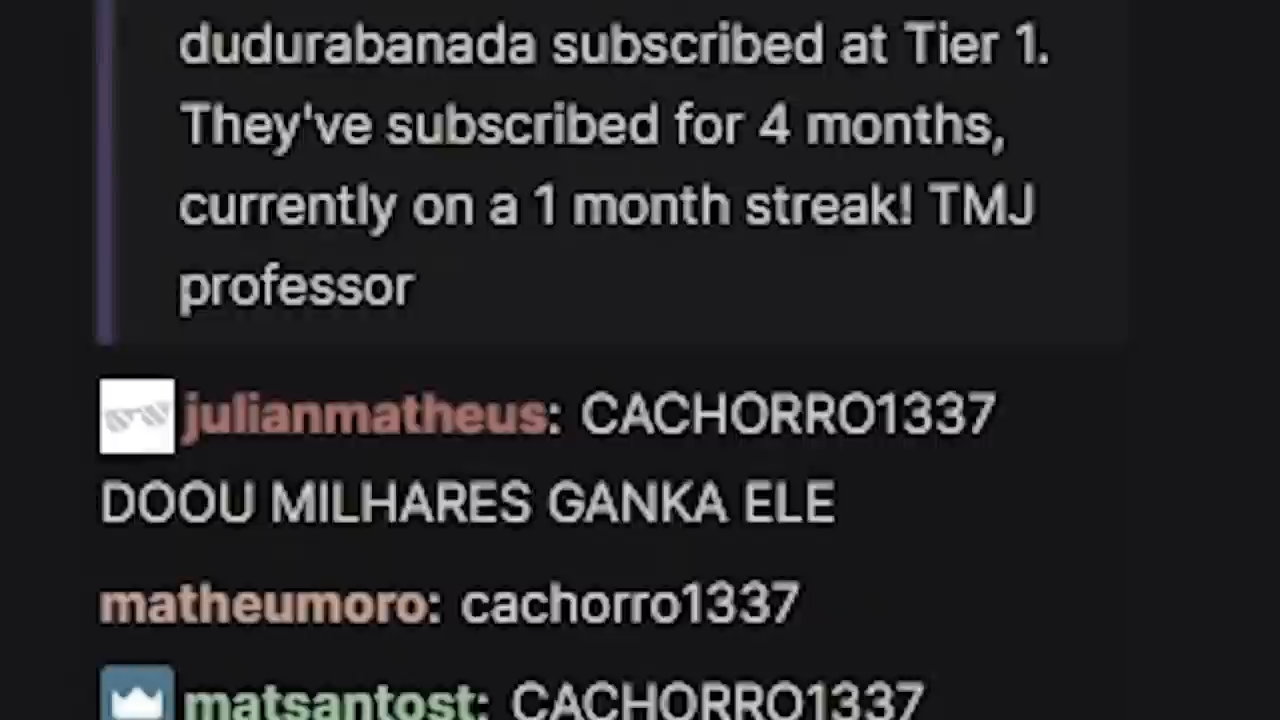 dudurabanada subscribed at Tier 1.
They've subscribed for 4 months,
currently on a 1 month streak! TMJ
professor
julianmatheus: CACHORRO1337
DOOU MILHARES GANKA ELE
matheumoro: cachorro1337
matsantost: CACHORRO1337